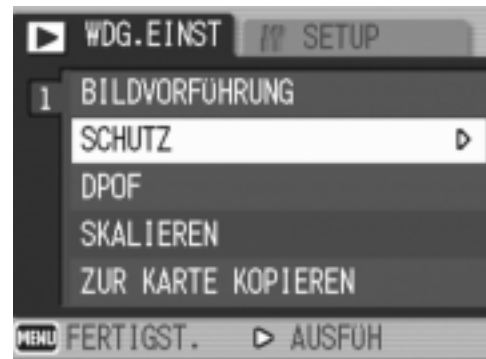 WDG.EINST SETUP
1 BILDVORFÜHRUNG
SCHUTZ
DPOF
SKALIEREN
ZUR KARTE KOPIEREN
MENU FERTIGST. AUSFÜH